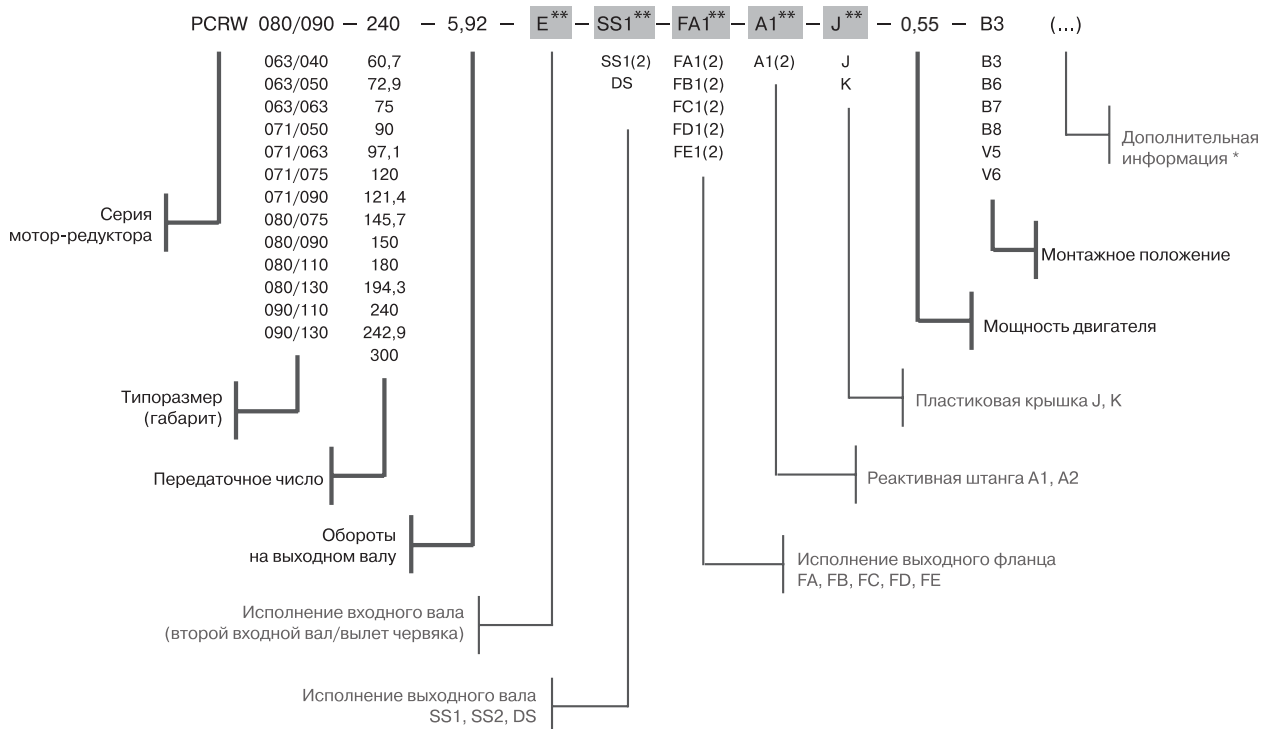 PCRW 080/090 — 240 — 5,92 — E** — SS1** — FA1** — A1** — J** — 0,55 — B3 (...)
063/040 60,7 SS1(2) FA1(2) A1(2) J B3
063/050 72,9 DS FB1(2) K B6
063/063 75 FC1(2) B7
071/050 90 FD1(2) B8
071/063 97,1 FE1(2) V5
071/075 120 V6
071/090 121,4
080/075 145,7
080/090 150
080/110 180
080/130 194,3
090/110 240
090/130 242,9
300
Дополнительная
информация *
Серия
мотор-редуктора
Монтажное положение
Мощность двигателя
Типоразмер
(габарит)
Пластиковая крышка J, K
Передаточное число
Реактивная штанга A1, A2
Обороты
на выходном валу
Исполнение выходного фланца
FA, FB, FC, FD, FE
Исполнение входного вала
(второй входной вал/вылет червяка)
Исполнение выходного вала
SS1, SS2, DS